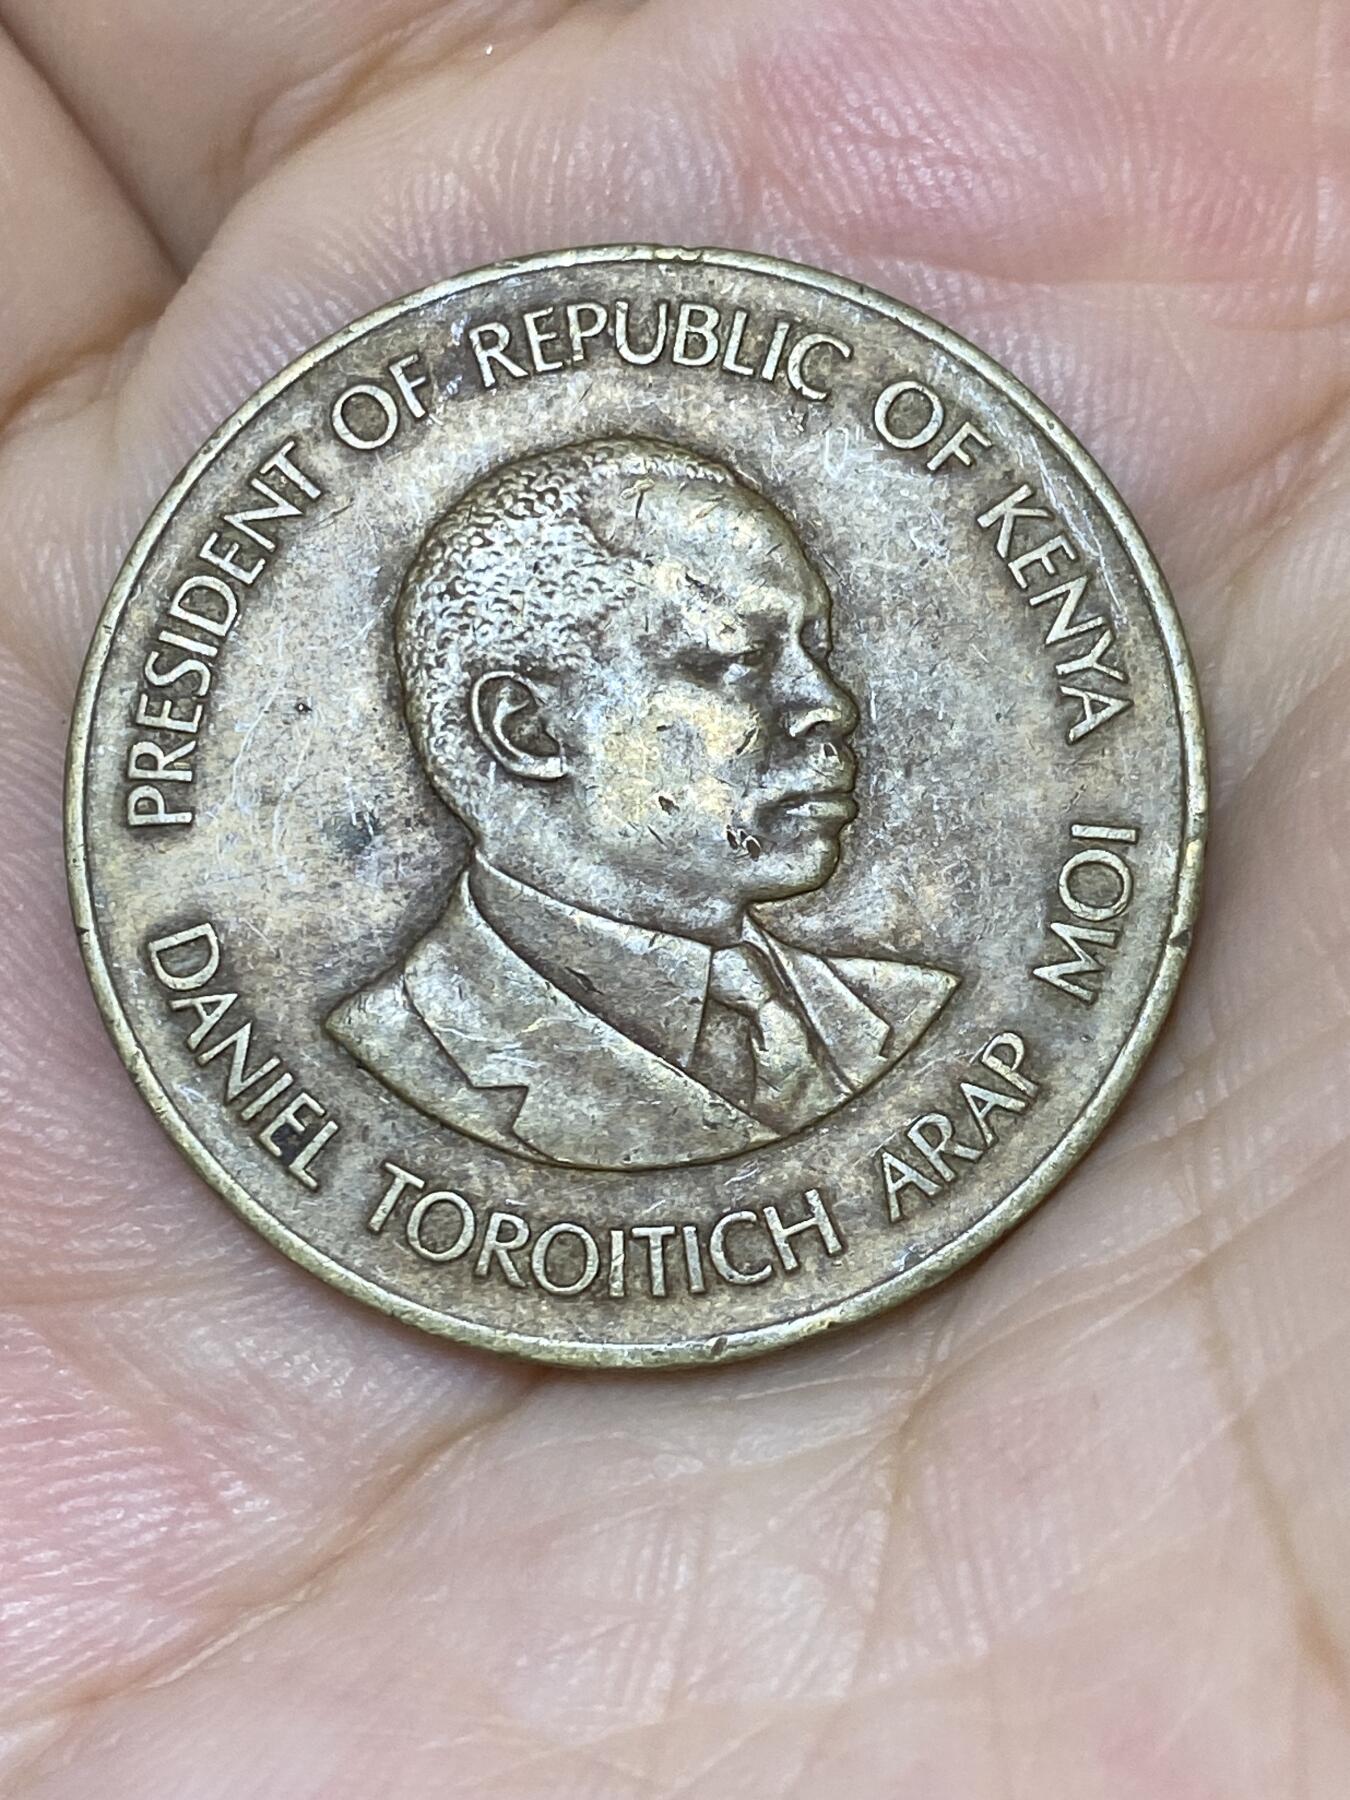 PRESIDENT OF REPUBLIC OF KENYA
DANIEL TOROITICH ARAP MOI